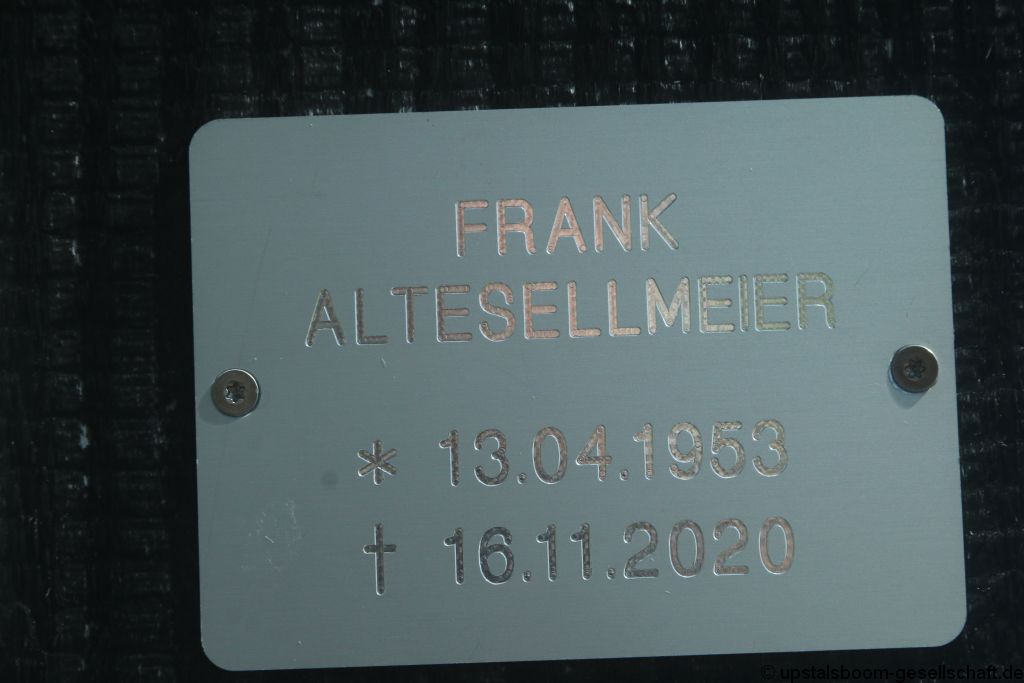 FRANK
ALTESELLMEIER
* 13.04.1953
† 16.11.2020
© upstalsboom-gesellschaft.de